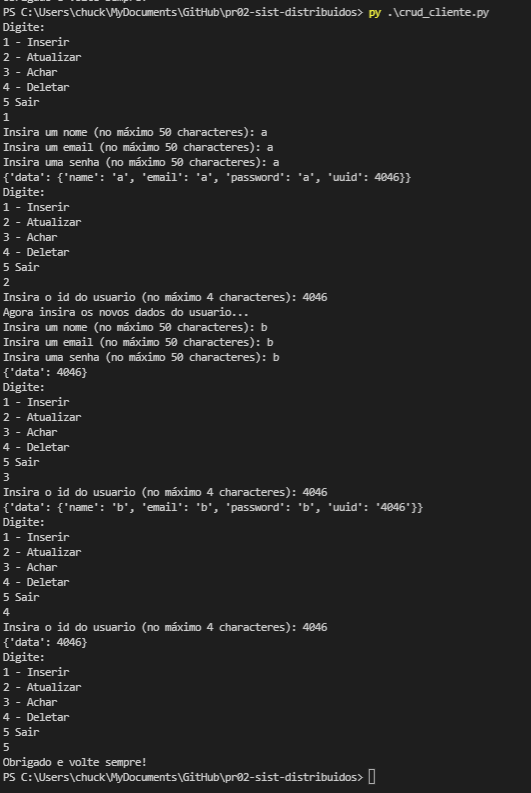 PS C:\Users\chuck\MyDocuments\GitHub\pr02-sist-distribuidos> py .\crud_cliente.py
Digite:
1 - Inserir
2 - Atualizar
3 - Achar
4 - Deletar
5 Sair
1
Insira um nome (no máximo 50 characteres): a
Insira um email (no máximo 50 characteres): a
Insira uma senha (no máximo 50 characteres): a
{'data': {'name': 'a', 'email': 'a', 'password': 'a', 'uuid': 4046}}
Digite:
1 - Inserir
2 - Atualizar
3 - Achar
4 - Deletar
5 Sair
2
Insira o id do usuario (no máximo 4 characteres): 4046
Agora insira os novos dados do usuario...
Insira um nome (no máximo 50 characteres): b
Insira um email (no máximo 50 characteres): b
Insira uma senha (no máximo 50 characteres): b
{'data': 4046}
Digite:
1 - Inserir
2 - Atualizar
3 - Achar
4 - Deletar
5 Sair
3
Insira o id do usuario (no máximo 4 characteres): 4046
{'data': {'name': 'b', 'email': 'b', 'password': 'b', 'uuid': '4046'}}
Digite:
1 - Inserir
2 - Atualizar
3 - Achar
4 - Deletar
5 Sair
4
Insira o id do usuario (no máximo 4 characteres): 4046
{'data': 4046}
Digite:
1 - Inserir
2 - Atualizar
3 - Achar
4 - Deletar
5 Sair
5
Obrigado e volte sempre!
PS C:\Users\chuck\MyDocuments\GitHub\pr02-sist-distribuidos>